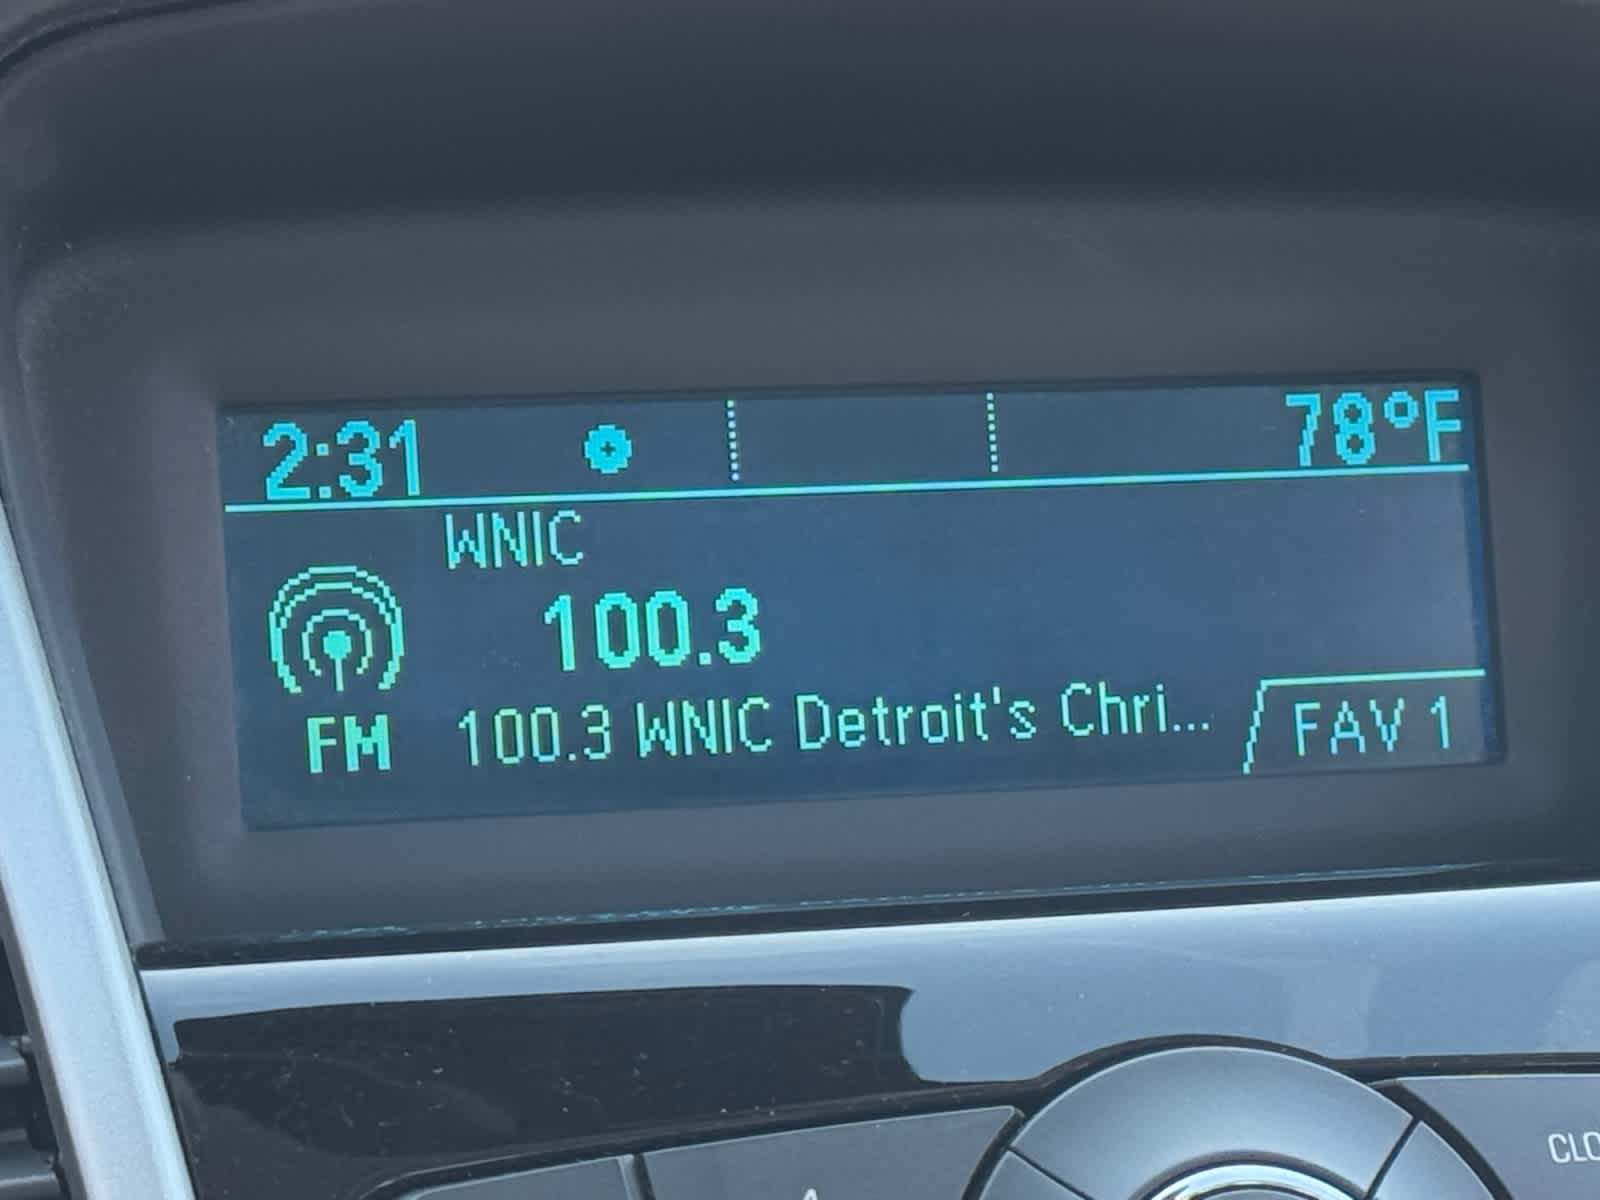 2:31 78°F
WNIC
100.3
FM 100.3 WNIC Detroit's Chri... FAV 1
CLO